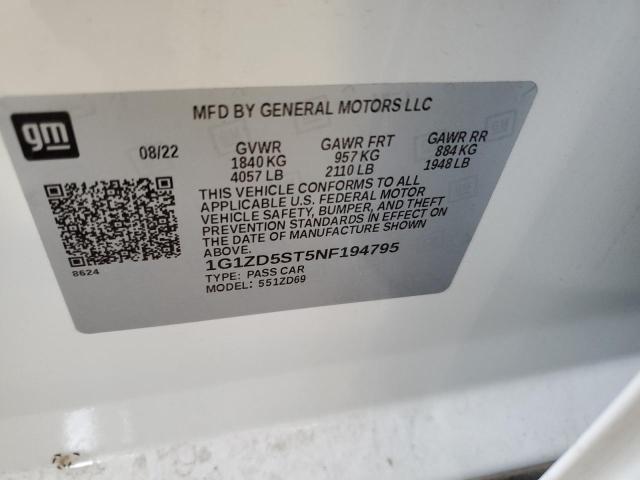 MFD BY GENERAL MOTORS LLC
gm
08/22 GVWR GAWR FRT GAWR RR
1840 KG 957 KG 884 KG
4057 LB 2110 LB 1948 LB
THIS VEHICLE CONFORMS TO ALL
APPLICABLE U.S. FEDERAL MOTOR
VEHICLE SAFETY, BUMPER, AND THEFT
PREVENTION STANDARDS IN EFFECT ON
THE DATE OF MANUFACTURE SHOWN
ABOVE.
1G1ZD5ST5NF194795
TYPE: PASS CAR
MODEL: 551ZD69
8624